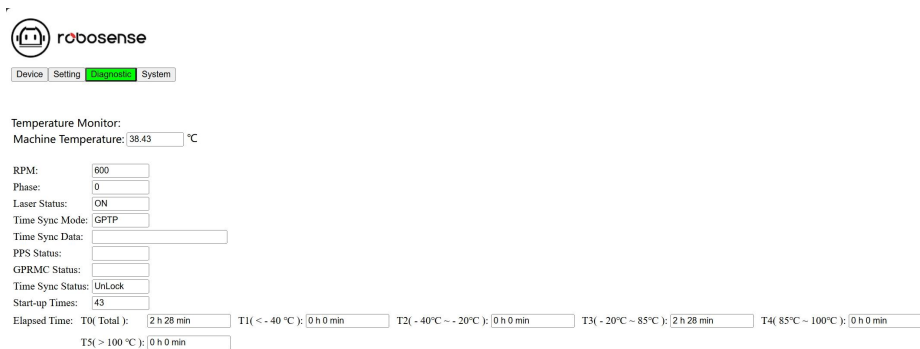 robosense
Device Setting Diagnostic System
Temperature Monitor:
Machine Temperature: 38.43 ℃
RPM: 600
Phase: 0
Laser Status: ON
Time Sync Mode: GPTP
Time Sync Data:
PPS Status:
GPRMC Status:
Time Sync Status: UnLock
Start-up Times: 43
Elapsed Time: T0( Total ): 2 h 28 min T1( < - 40 ℃ ): 0 h 0 min T2( - 40℃ ~ - 20℃ ): 0 h 0 min T3( - 20℃ ~ 85℃ ): 2 h 28 min T4( 85℃ ~ 100℃ ): 0 h 0 min
T5( > 100 ℃ ): 0 h 0 min